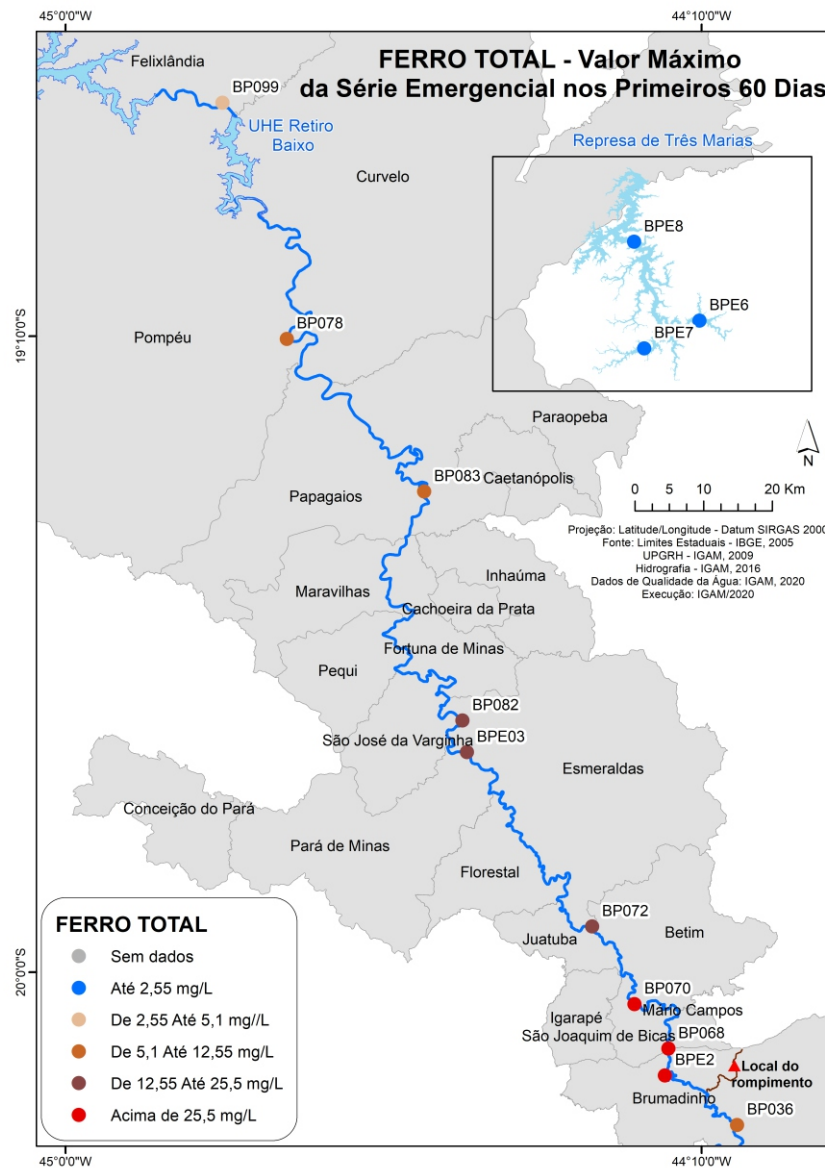 45°0'0"W
44°10'0"W
Felixlândia
FERRO TOTAL - Valor Máximo
da Série Emergencial nos Primeiros 60 Dias
BP099
UHE Retiro
Baixo
Represa de Três Marias
Curvelo
BPE8
BPE6
BPE7
19°10'0"S
Pompéu
BP078
Paraopeba
N
BP083
Caetanópolis
Papagaios
0 5 10 20 Km
Projeção: Latitude/Longitude - Datum SIRGAS 2000
Fonte: Limites Estaduais - IBGE, 2005
UPGRH - IGAM, 2009
Hidrografia - IGAM, 2016
Dados de Qualidade da Água: IGAM, 2020
Execução: IGAM/2020
Inhaúma
Maravilhas
Cachoeira da Prata
Fortuna de Minas
Pequi
BP082
São José da Varginha
BPE03
Esmeraldas
Conceição do Pará
Pará de Minas
Florestal
BP072
Juatuba
Betim
20°0'0"S
BP070
Mário Campos
Igarapé
São Joaquim de Bicas
BP068
BPE2
Local do
rompimento
Brumadinho
BP036
FERRO TOTAL
Sem dados
Até 2,55 mg/L
De 2,55 Até 5,1 mg//L
De 5,1 Até 12,55 mg/L
De 12,55 Até 25,5 mg/L
Acima de 25,5 mg/L
45°0'0"W
44°10'0"W